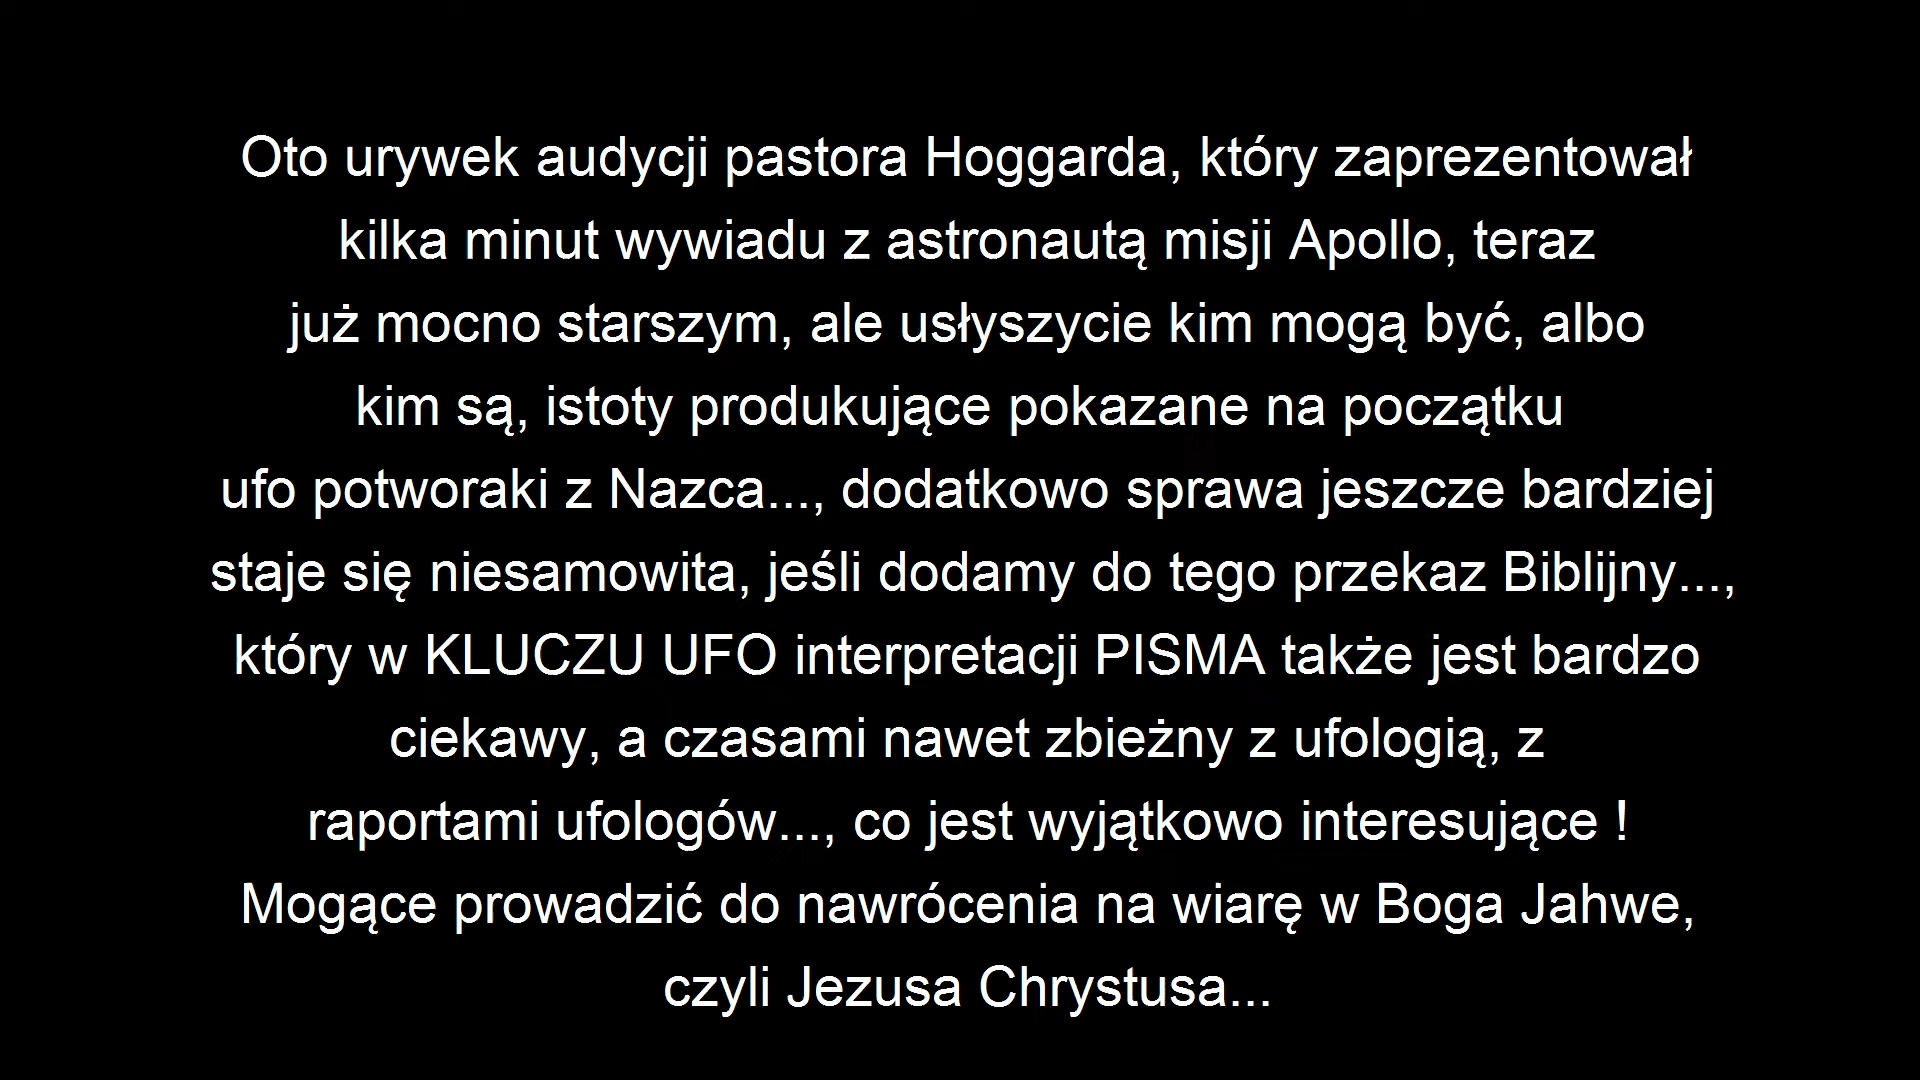 Oto urywek audycji pastora Hoggarda, który zaprezentował
kilka minut wywiadu z astronautą misji Apollo, teraz
już mocno starszym, ale usłyszycie kim mogą być, albo
kim są, istoty produkujące pokazane na początku
ufo potworaki z Nazca..., dodatkowo sprawa jeszcze bardziej
staje się niesamowita, jeśli dodamy do tego przekaz Biblijny...,
który w KLUCZU UFO interpretacji PISMA także jest bardzo
ciekawy, a czasami nawet zbieżny z ufologią, z
raportami ufologów..., co jest wyjątkowo interesujące !
Mogące prowadzić do nawrócenia na wiarę w Boga Jahwe,
czyli Jezusa Chrystusa...